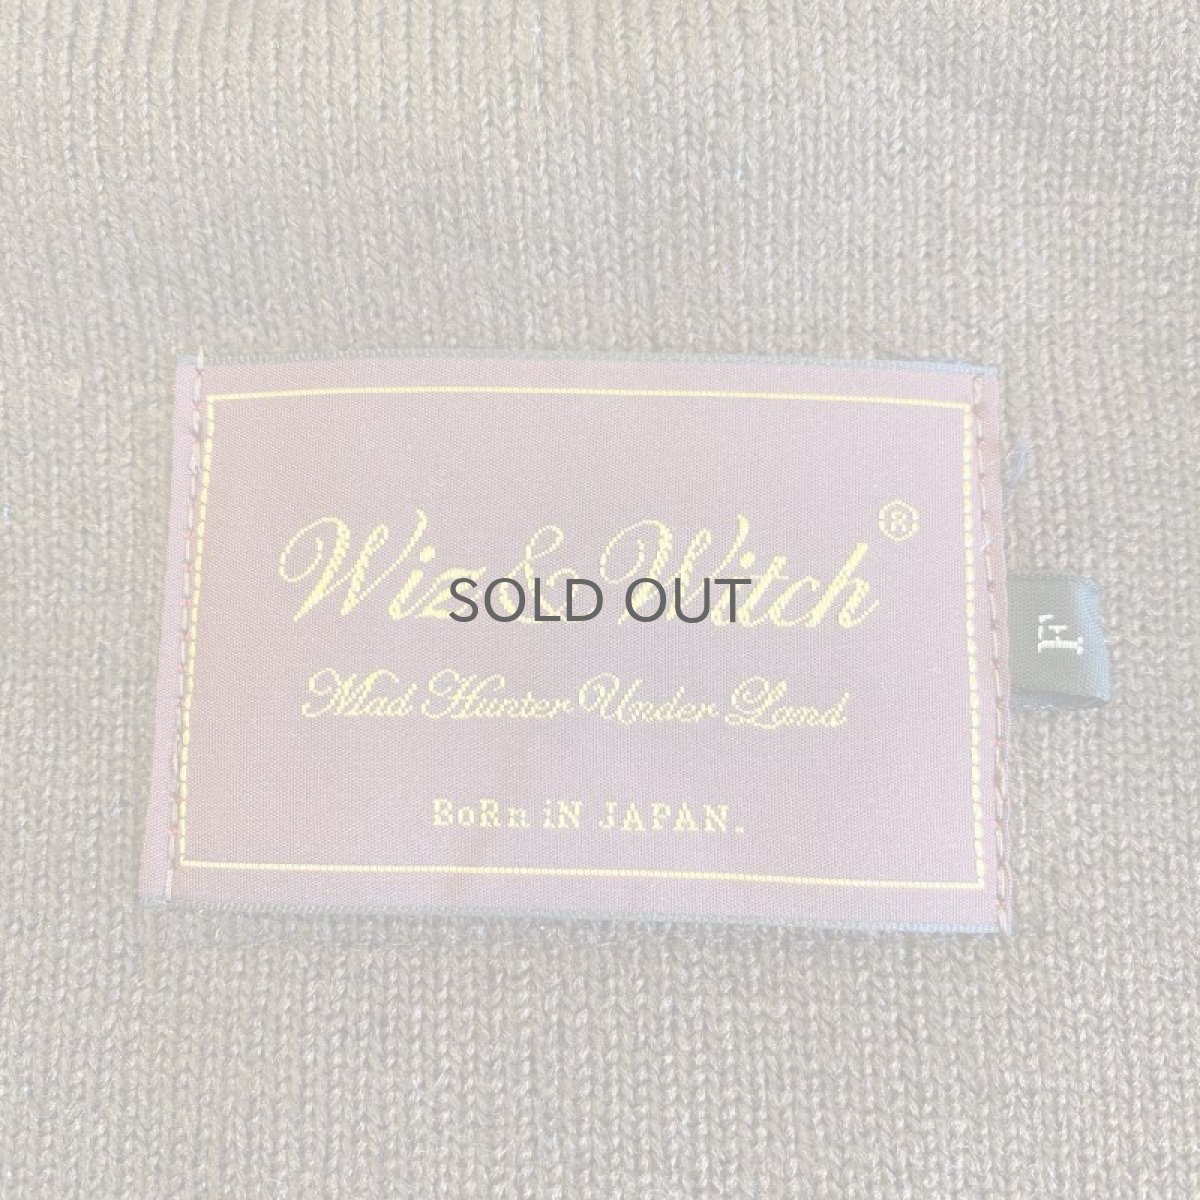 Wiz&Witch®
SOLD OUT
Mad Hunter Under Land.
BoRn iN JAPAN.
F